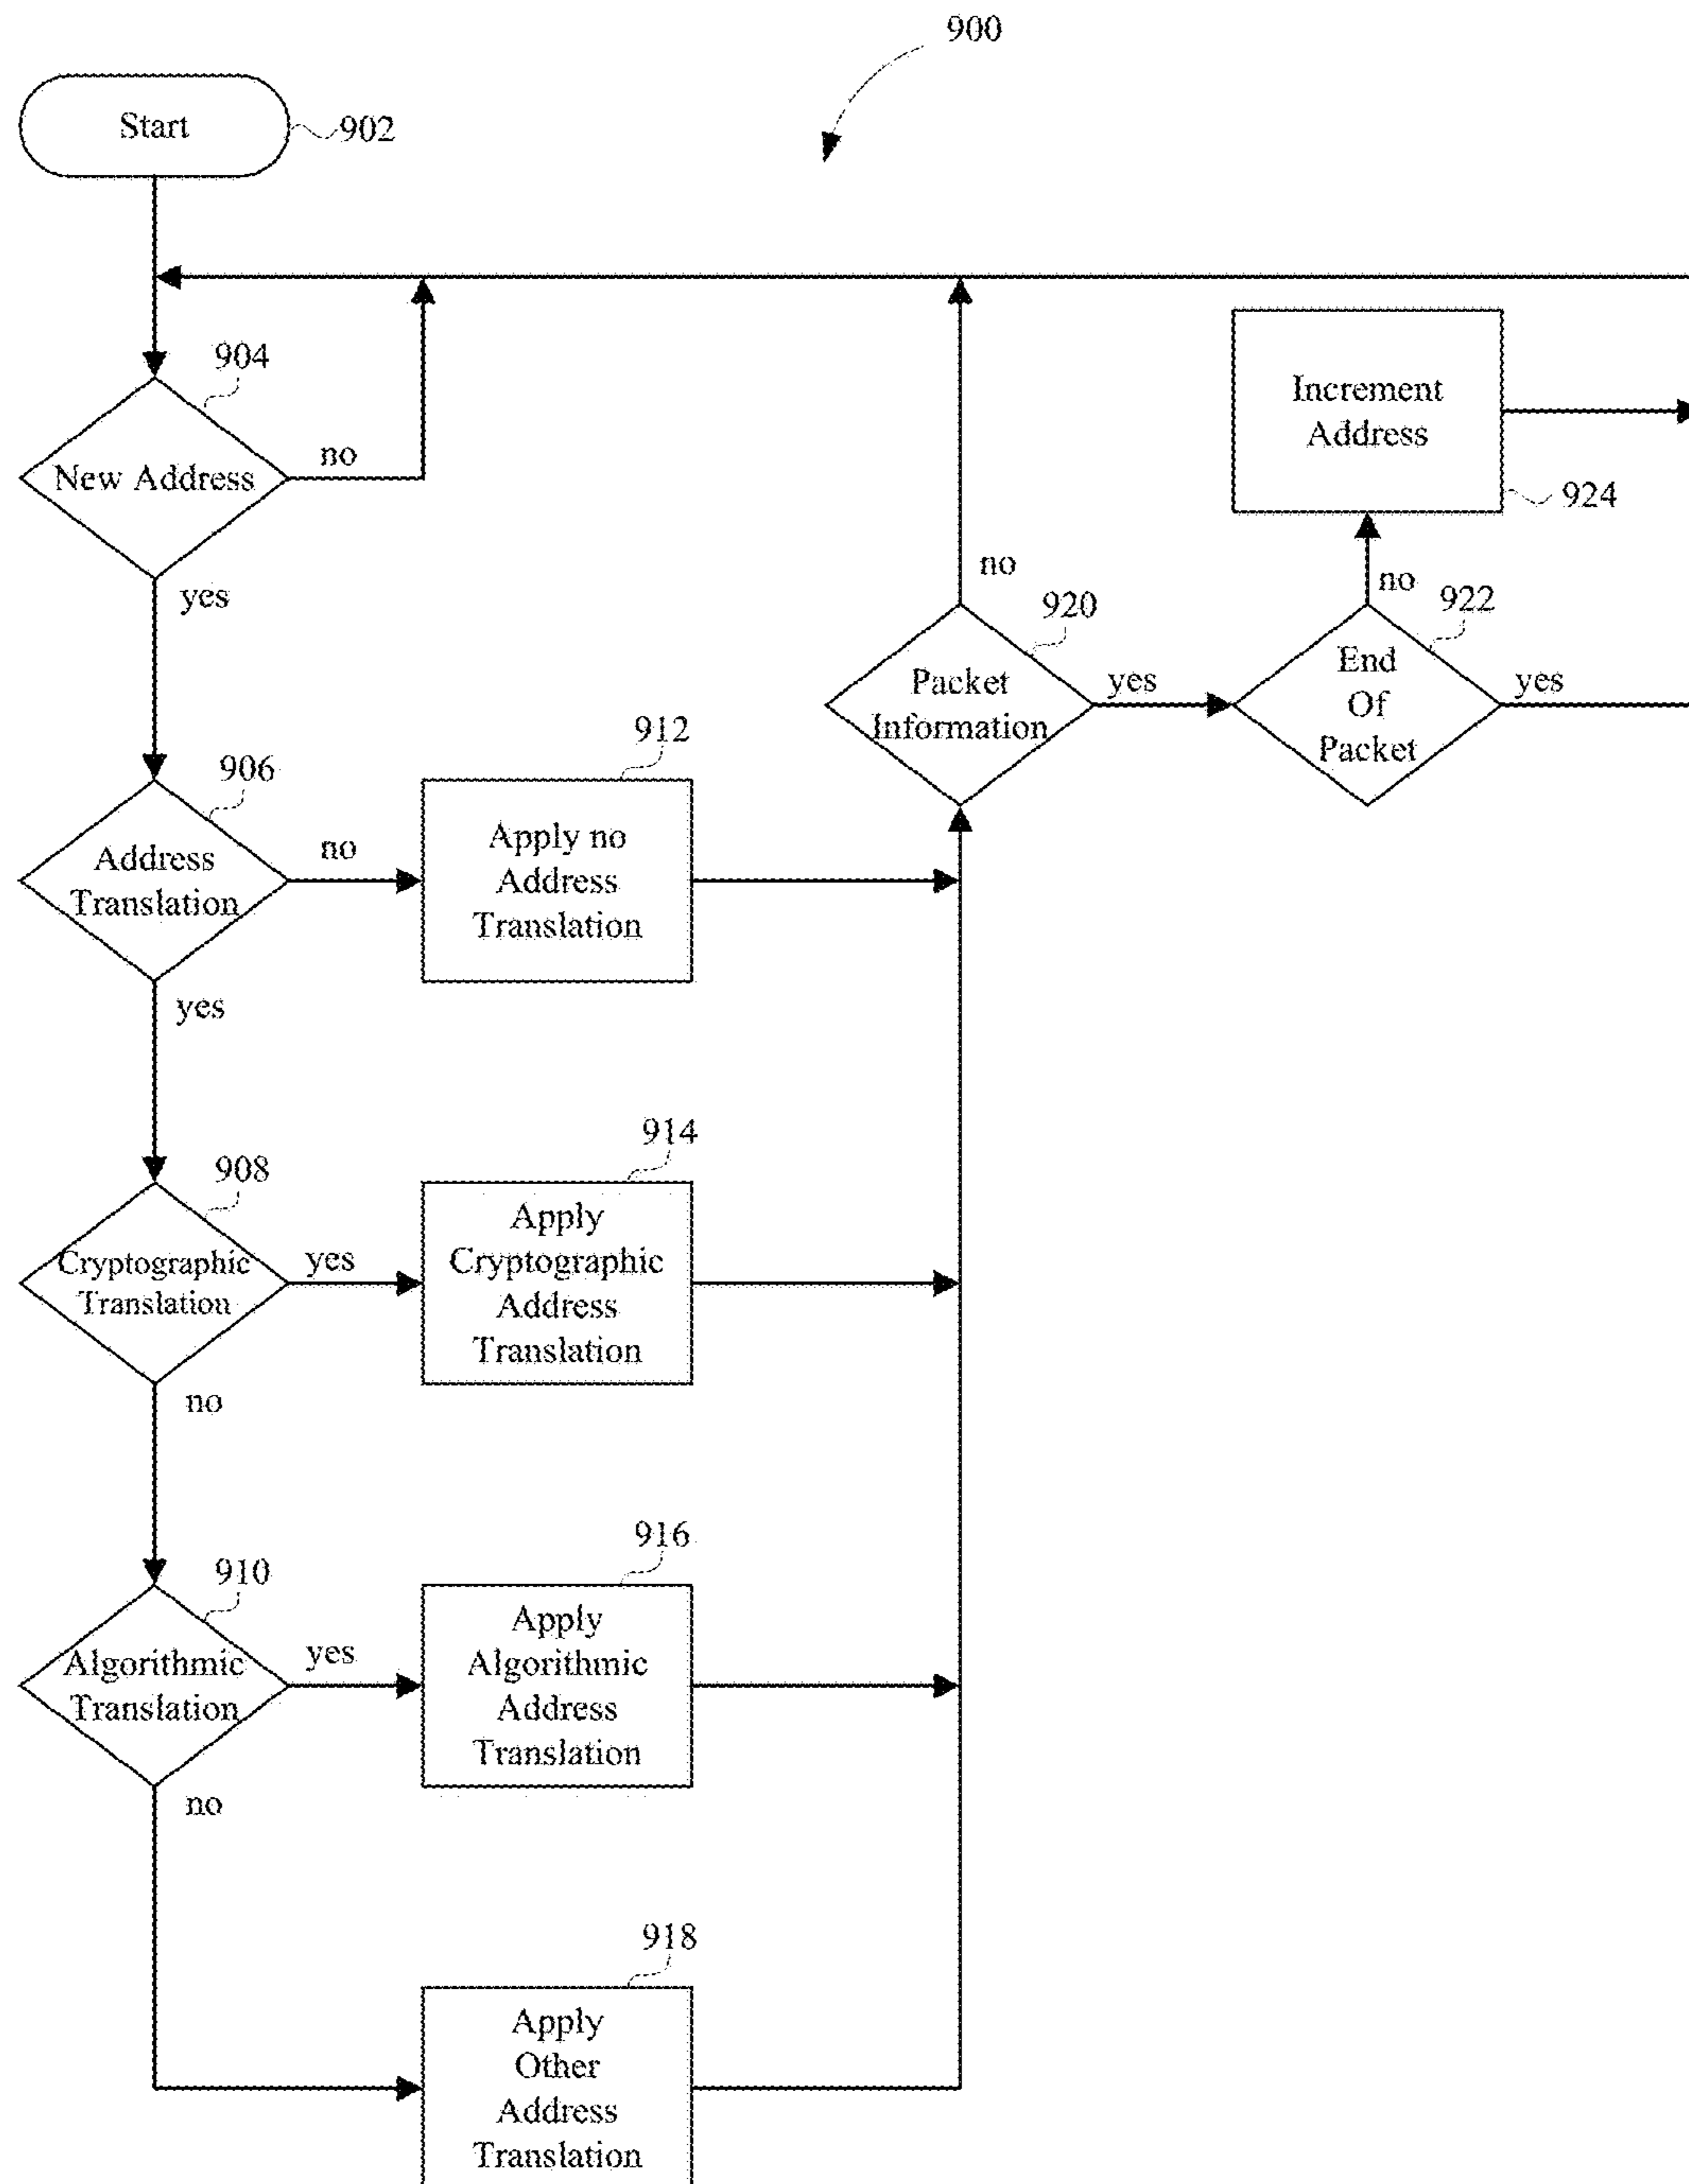 900
Start
902
904
New Address
no
yes
Increment
Address
924
no
920
Packet
Information
yes
no
922
End
Of
Packet
yes
906
Address
Translation
no
yes
912
Apply no
Address
Translation
908
Cryptographic
Translation
yes
no
914
Apply
Cryptographic
Address
Translation
910
Algorithmic
Translation
yes
no
916
Apply
Algorithmic
Address
Translation
918
Apply
Other
Address
Translation